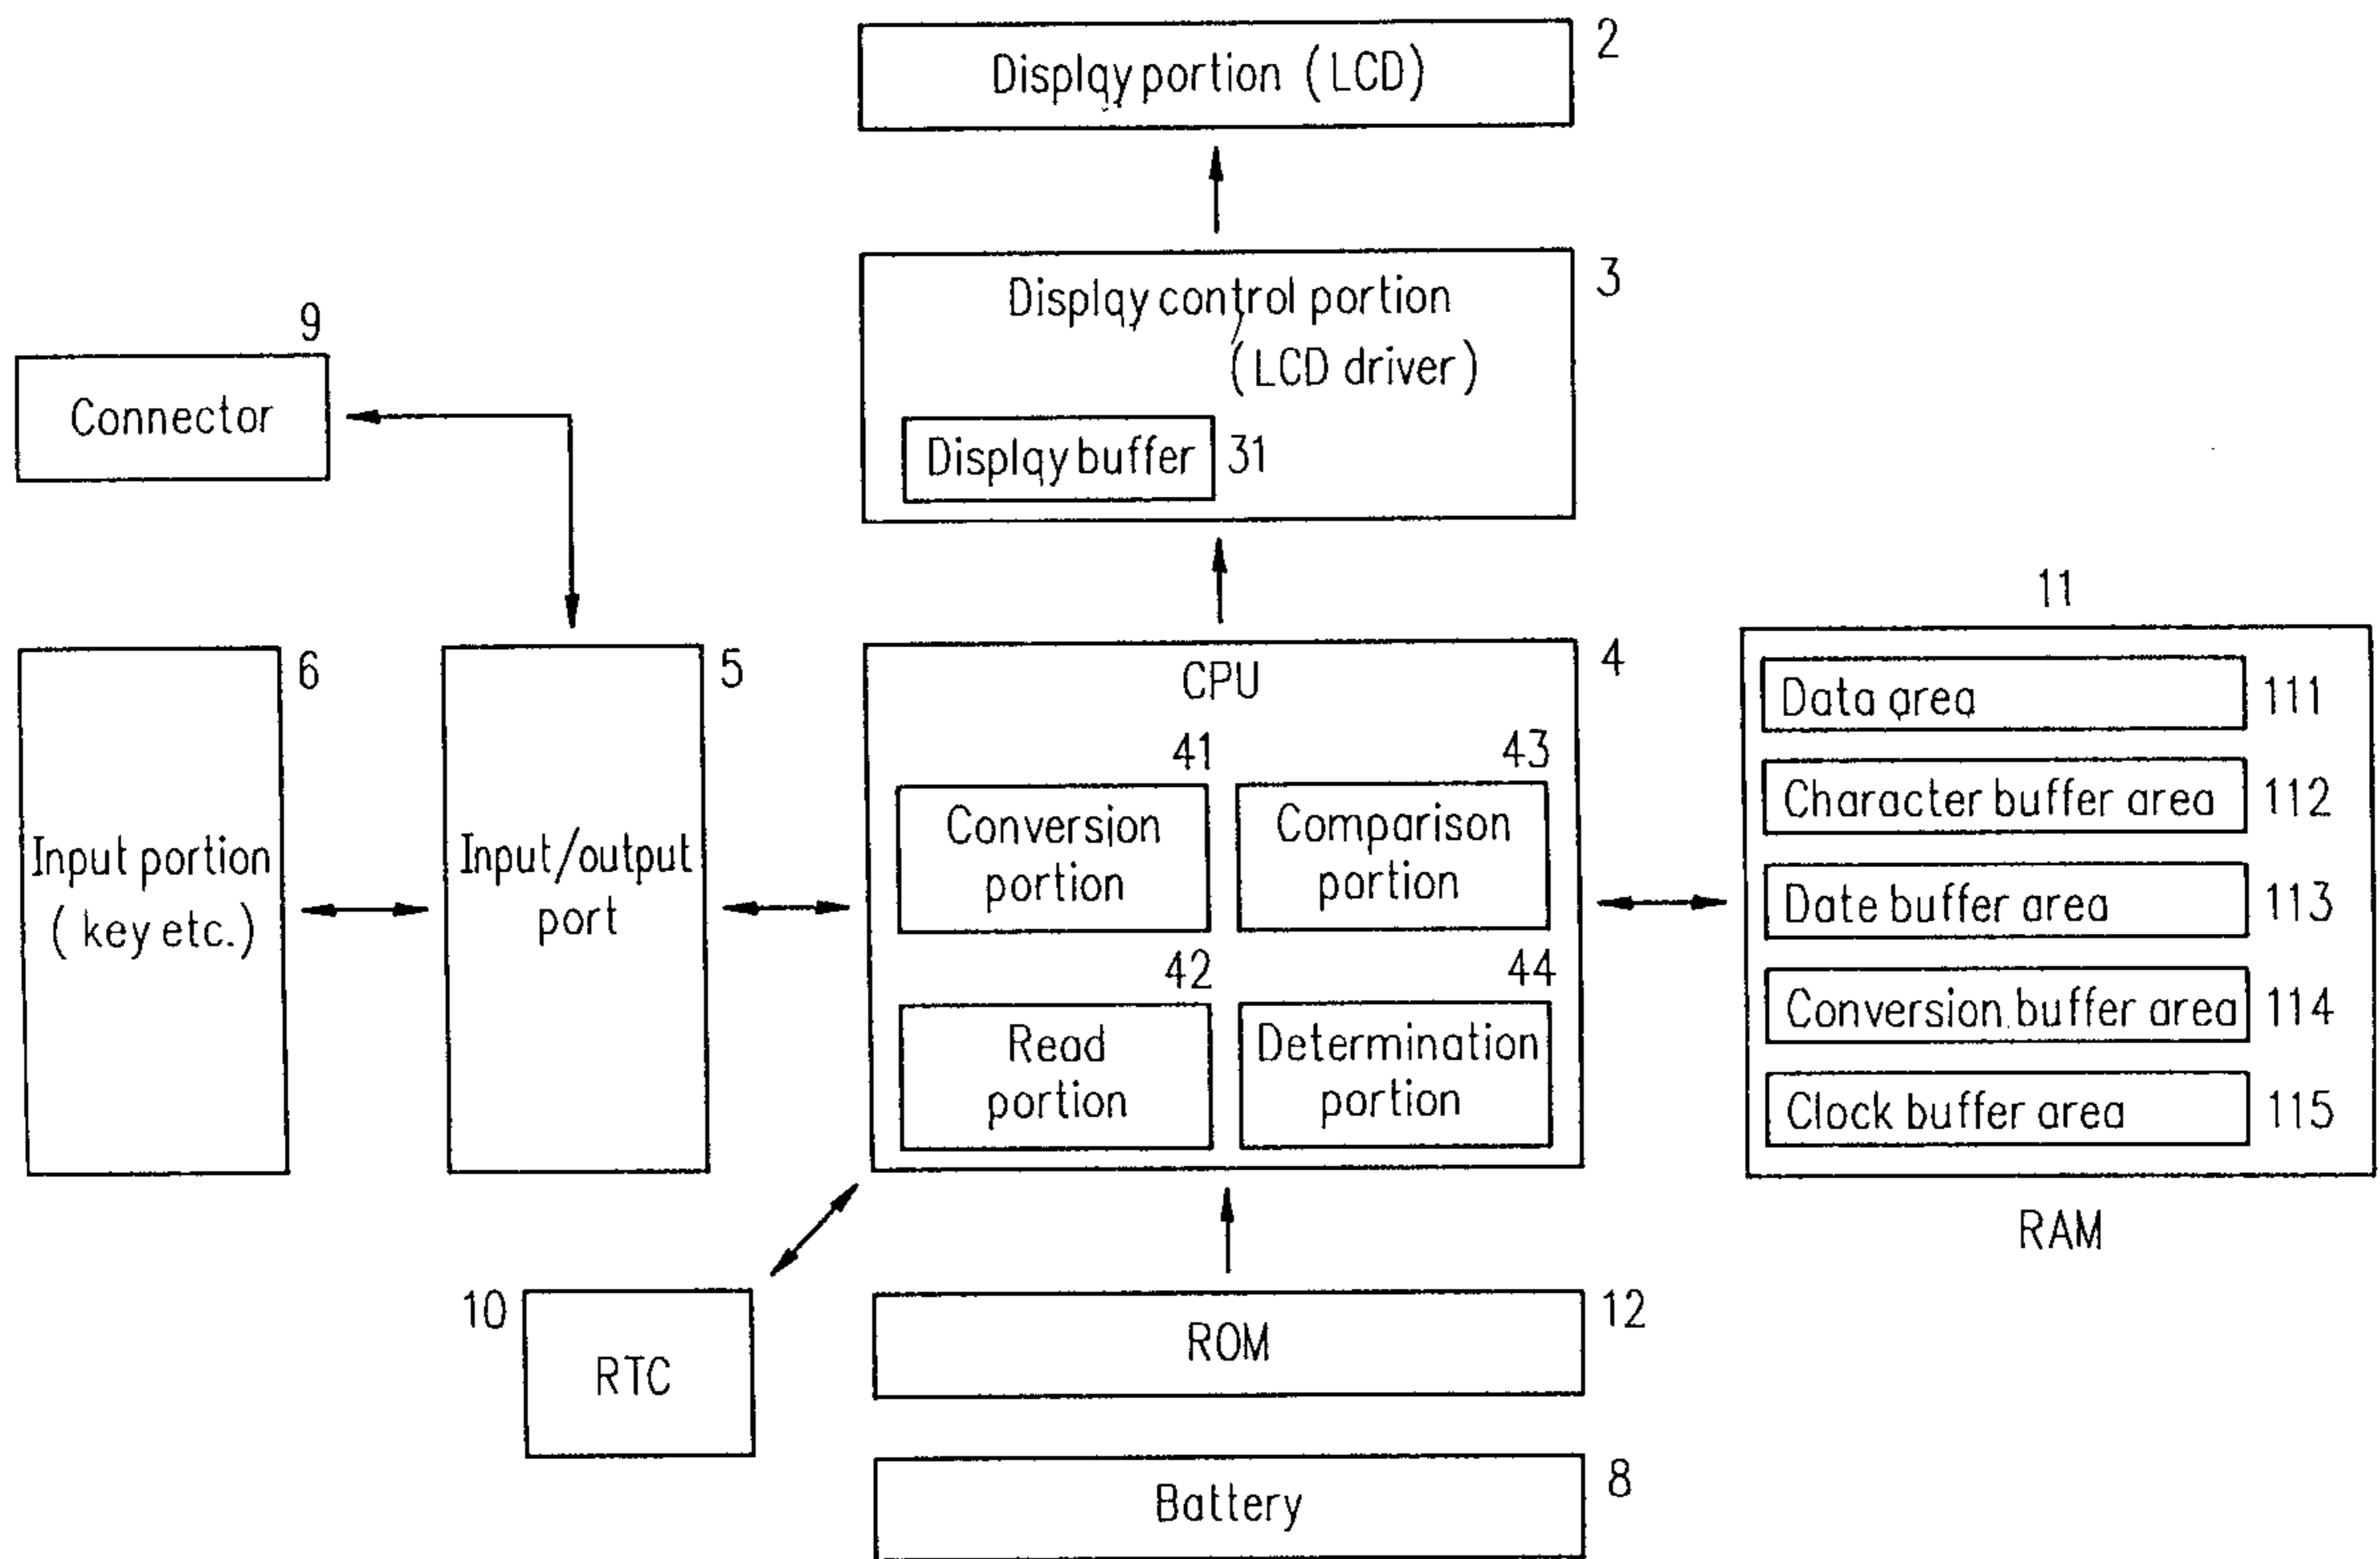 2
Display portion (LCD)
3
Display control portion
(LCD driver)
Display buffer
31
9
Connector
6
Input portion
( key etc.)
5
Input/output
port
4
CPU
41
Conversion
portion
43
Comparison
portion
42
Read
portion
44
Determination
portion
11
Data area
111
Character buffer area
112
Date buffer area
113
Conversion buffer area
114
Clock buffer area
115
RAM
10
RTC
12
ROM
8
Battery